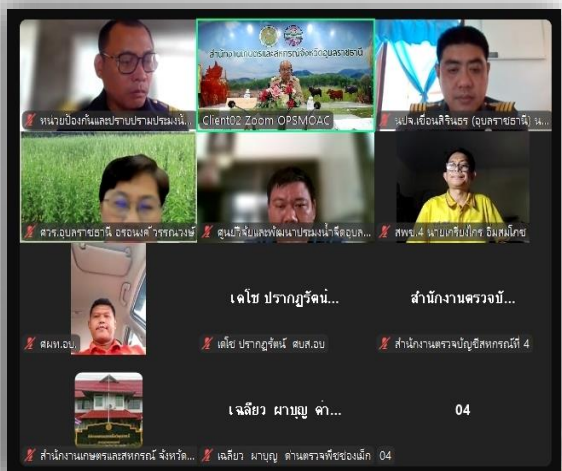 สำนักงานเกษตรและสหกรณ์จังหวัดอุบลราชธานี
หน่วยป้องกันและปราบปรามประมงน้ำ...
Client02 Zoom OPSMOAC
นปจ.เขื่อนสิรินธร (อุบลราชธานี) น...
ศวร.อุบลราชธานี อรอนงค์ วรรณวงษ์
ศูนย์วิจัยและพัฒนาประมงน้ำจืดอุบล...
สพข.4 นายเกรียงไกร อิ่มสมโภช
ศผท.อบ.
เดโช ปรากฏรัตน์...
สำนักงานตรวจบั...
เดโช ปรากฏรัตน์ ศบส.อบ
สำนักงานตรวจบัญชีสหกรณ์ที่ 4
เฉลียว ผาบุญ ด่า...
04
สำนักงานเกษตรและสหกรณ์ จังหวัด...
เฉลียว ผาบุญ ด่านตรวจพืชช่องเม็ก
04